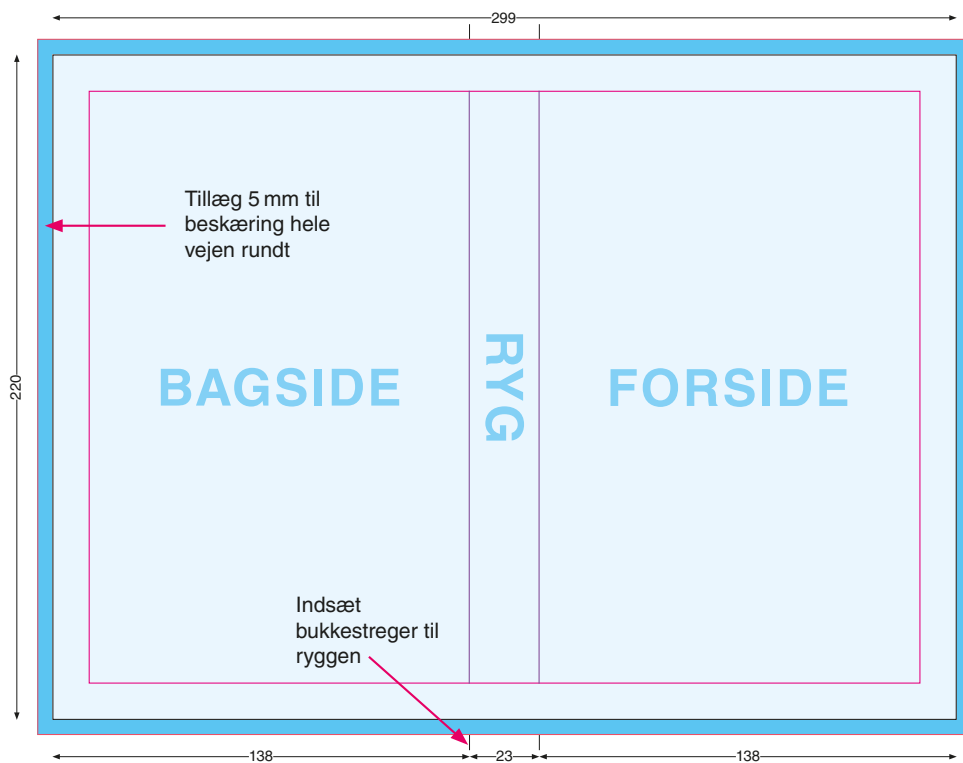 299
220
Tillæg 5 mm til
beskæring hele
vejen rundt
BAGSIDE
RYG
FORSIDE
Indsæt
bukkestreger til
ryggen
138
23
138